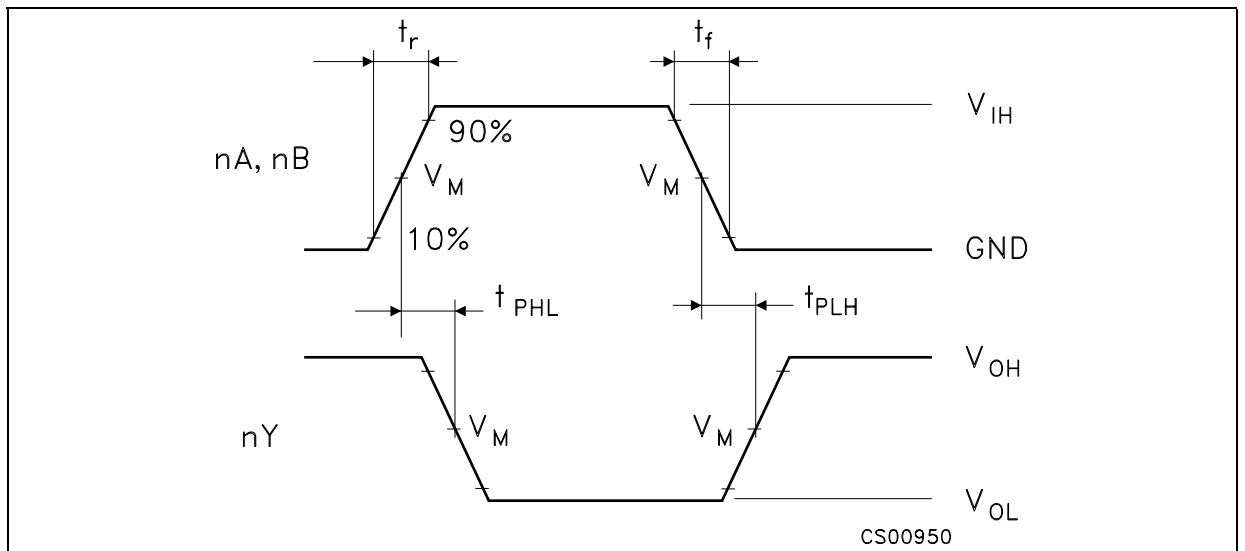 tr
tf
VIH
90%
nA, nB
VM
VM
10%
GND
tPHL
tPLH
VOH
nY
VM
VM
VOL
CS00950